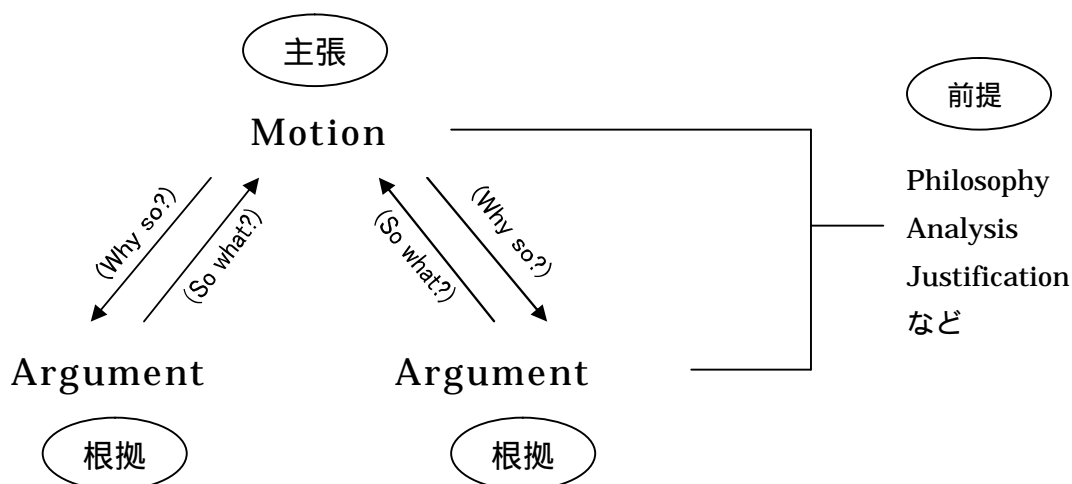 主張
前提
Motion
Philosophy
Analysis
Justification
など
(Why so?)
(So what?)
(So what?)
(Why so?)
Argument
Argument
根拠
根拠